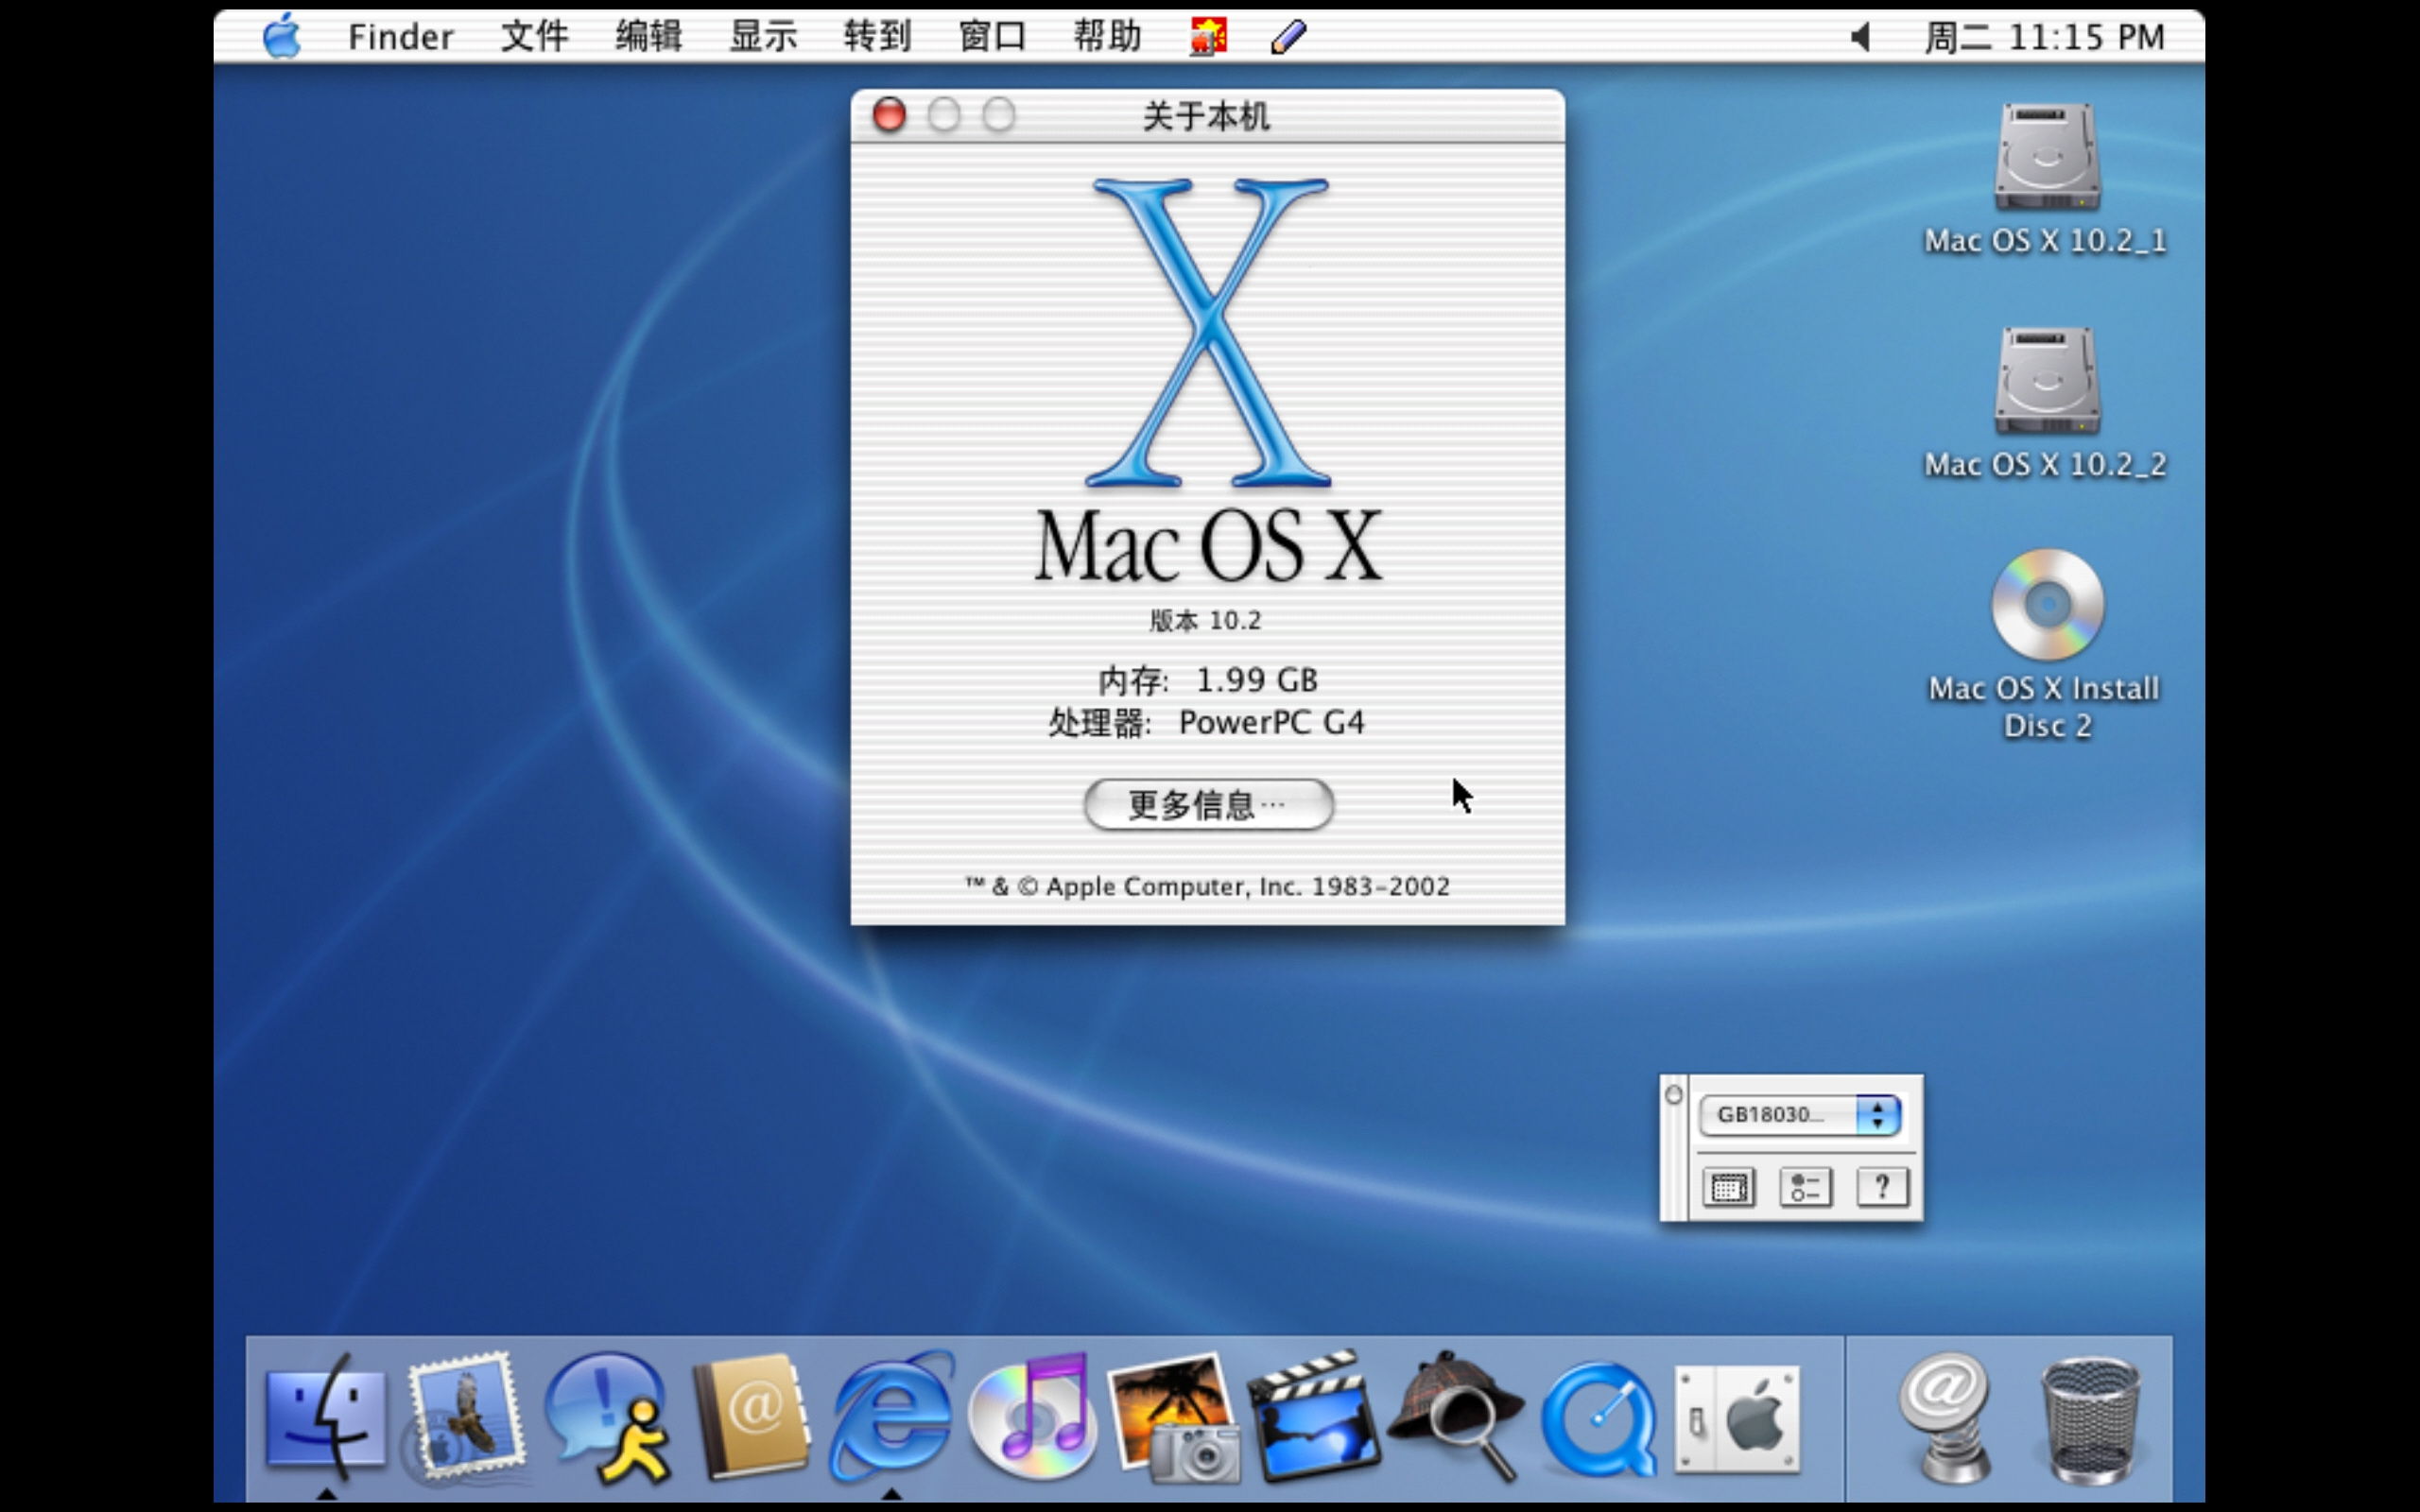 Finder 文件 编辑 显示 转到 窗口 帮助 周二 11:15 PM
关于本机
X
Mac OS X
版本 10.2
内存: 1.99 GB
处理器: PowerPC G4
更多信息…
™ & © Apple Computer, Inc. 1983-2002
Mac OS X 10.2_1
Mac OS X 10.2_2
Mac OS X Install
Disc 2
GB18030...
?